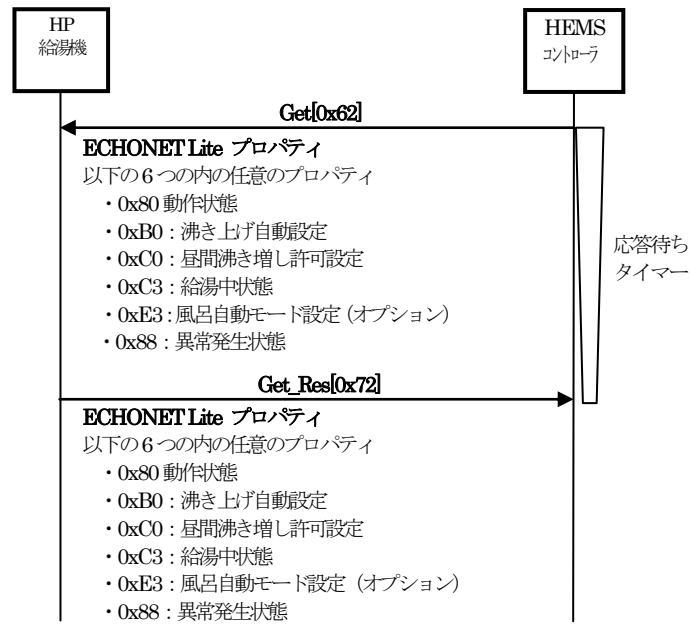 HP
給湯機
HEMS
コントローラ
Get[0x62]
ECHONET Lite プロパティ
以下の6つの内の任意のプロパティ
・0x80 動作状態
・0xB0：沸き上げ自動設定
・0xC0：昼間沸き増し許可設定
・0xC3：給湯中状態
・0xE3：風呂自動モード設定（オプション）
・0x88：異常発生状態
応答待ち
タイマー
Get_Res[0x72]
ECHONET Lite プロパティ
以下の6つの内の任意のプロパティ
・0x80 動作状態
・0xB0：沸き上げ自動設定
・0xC0：昼間沸き増し許可設定
・0xC3：給湯中状態
・0xE3：風呂自動モード設定（オプション）
・0x88：異常発生状態